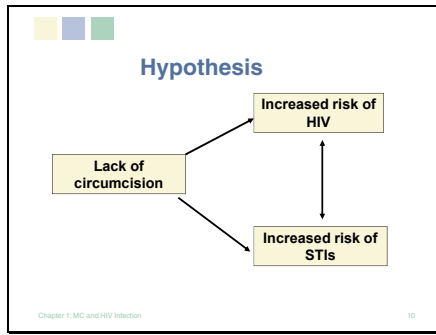 Hypothesis
Increased risk of
HIV
Lack of
circumcision
Increased risk of
STIs
Chapter 1: MC and HIV Infection
10